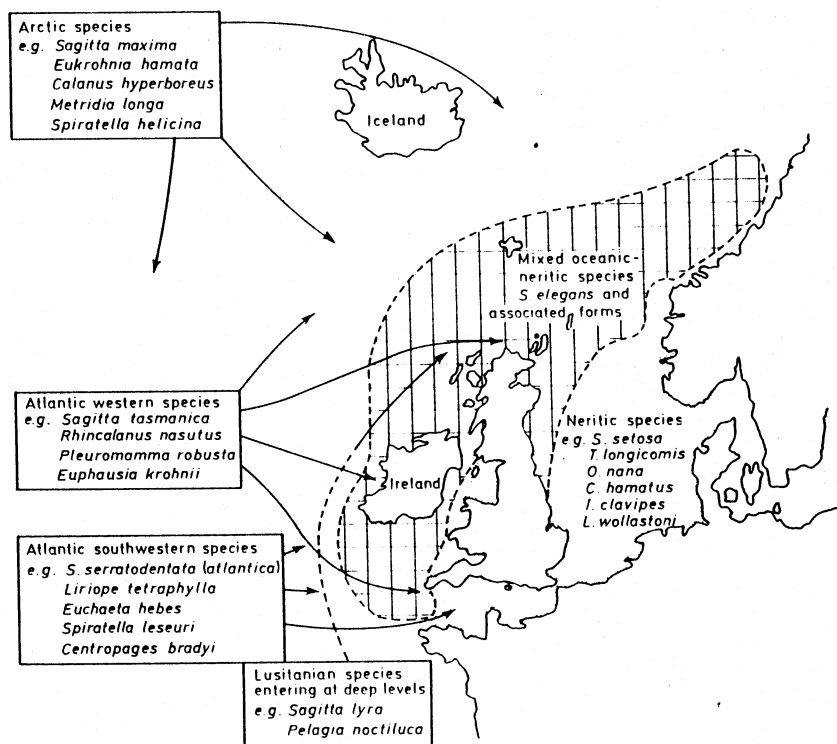 Arctic species
e.g. Sagitta maxima
Eukrohnia hamata
Calanus hyperboreus
Metridia longa
Spiratella helicina
Iceland
Mixed oceanic-
neritic species
S elegans and
associated forms
Atlantic western species
e.g. Sagitta tasmanica
Rhincalanus nasutus
Pleuromamma robusta
Euphausia krohnii
Ireland
Neritic species
e.g. S. setosa
T. longicomis
O. nana
C. hamatus
I. clavipes
L. wollastoni
Atlantic southwestern species
e.g. S. serratodentata (atlantica)
Liriope tetraphylla
Euchaeta hebes
Spiratella leseuri
Centropages bradyi
Lusitanian species
entering at deep levels
e.g. Sagitta lyra
Pelagia noctiluca